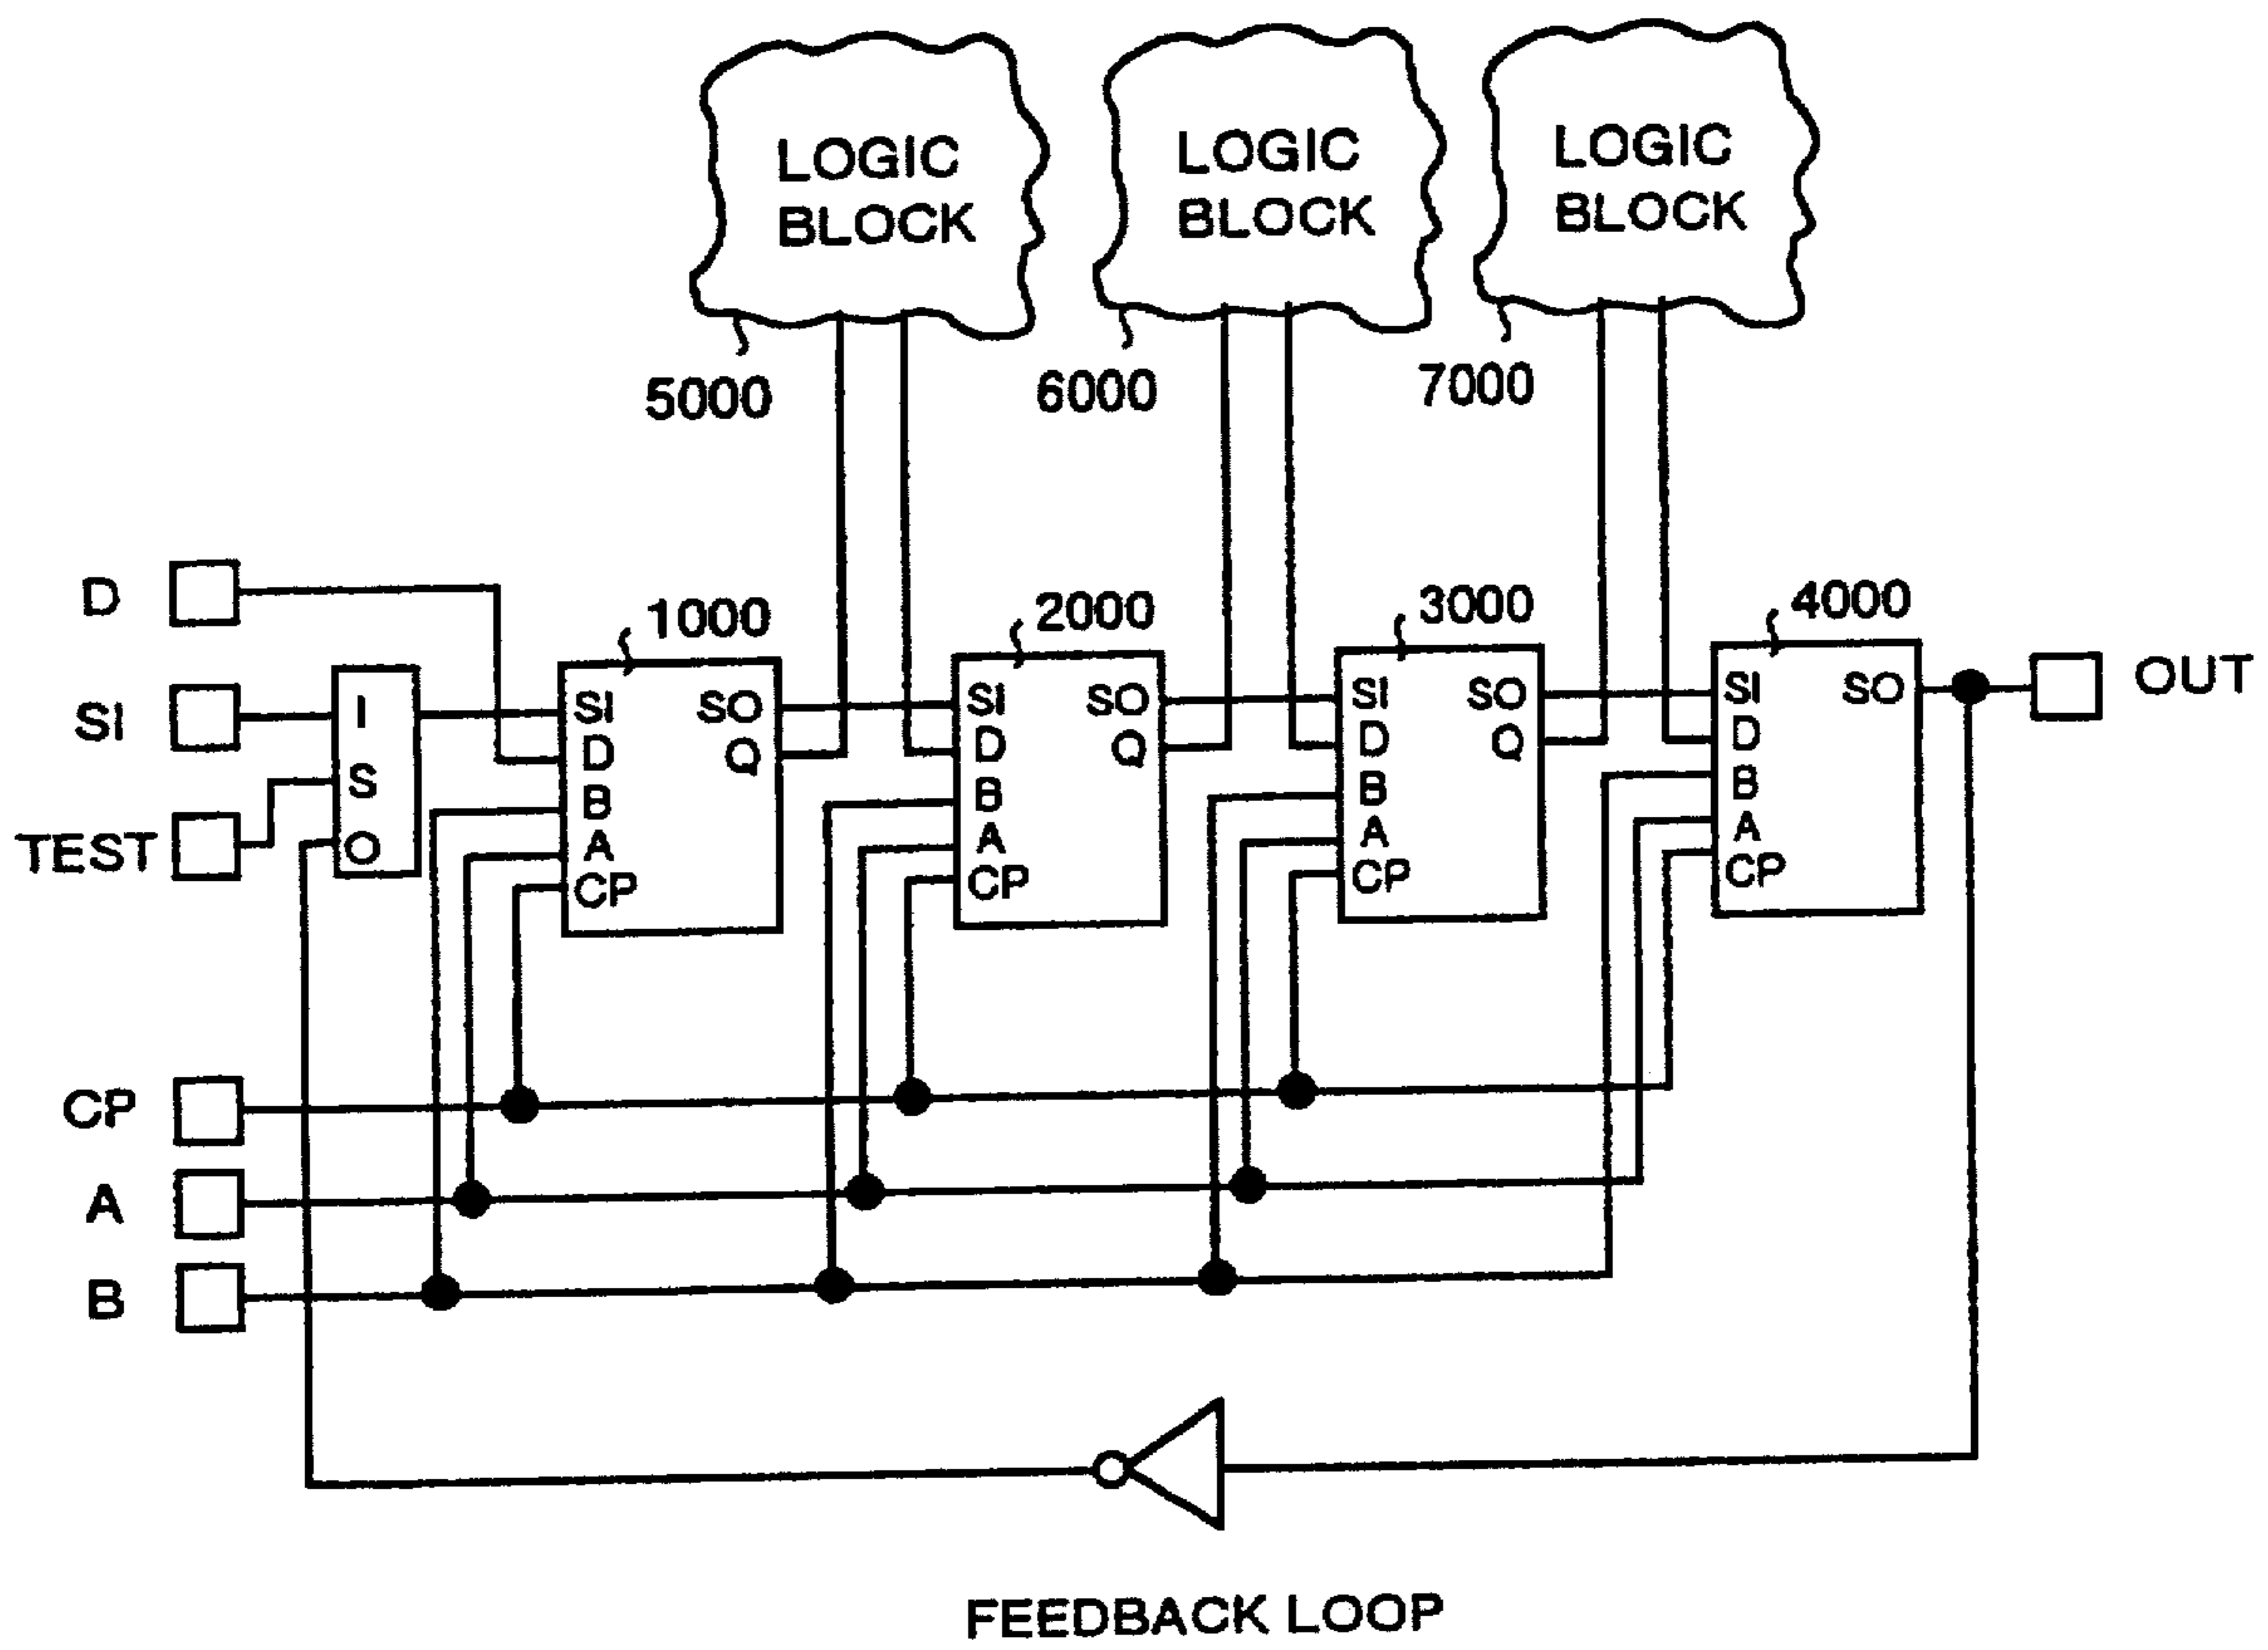 LOGIC
BLOCK
LOGIC
BLOCK
LOGIC
BLOCK
5000
6000
7000
D
SI
TEST
I
S
O
1000
SI
D
B
A
CP
SO
Q
2000
SI
D
B
A
CP
SO
Q
3000
SI
D
B
A
CP
SO
Q
4000
SI
D
B
A
CP
SO
OUT
CP
A
B
FEEDBACK LOOP